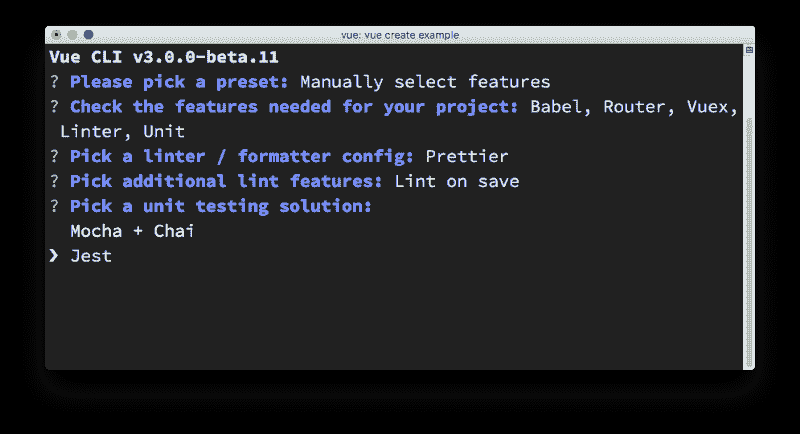 vue: vue create example
Vue CLI v3.0.0-beta.11
? Please pick a preset: Manually select features
? Check the features needed for your project: Babel, Router, Vuex,
Linter, Unit
? Pick a linter / formatter config: Prettier
? Pick additional lint features: Lint on save
? Pick a unit testing solution:
Mocha + Chai
❯ Jest